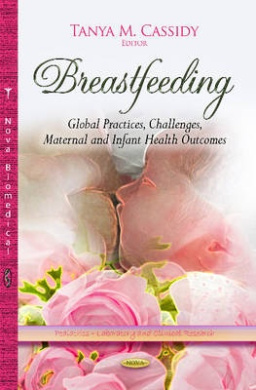 TANYA M. CASSIDY
EDITOR
Breastfeeding
Global Practices, Challenges,
Maternal and Infant Health Outcomes
Nova Biomedical
Pediatrics - Laboratory and Clinical Research
NOVA